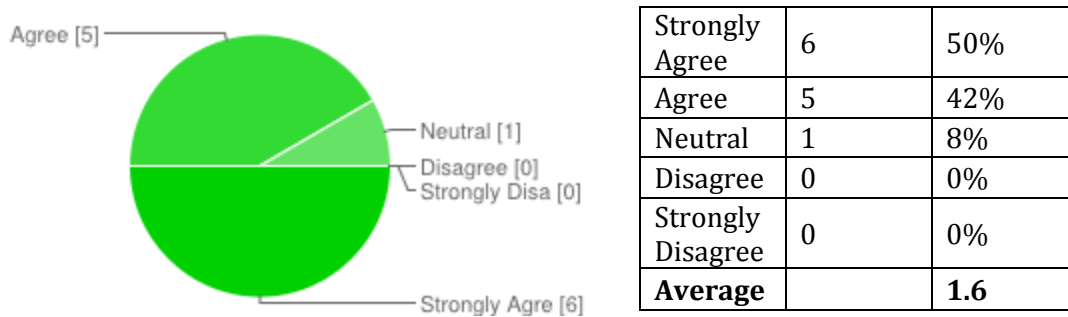 Agree [5]
Neutral [1]
Disagree [0]
Strongly Disa [0]
Strongly Agre [6]
Strongly
Agree 6 50%
Agree 5 42%
Neutral 1 8%
Disagree 0 0%
Strongly
Disagree 0 0%
Average 1.6